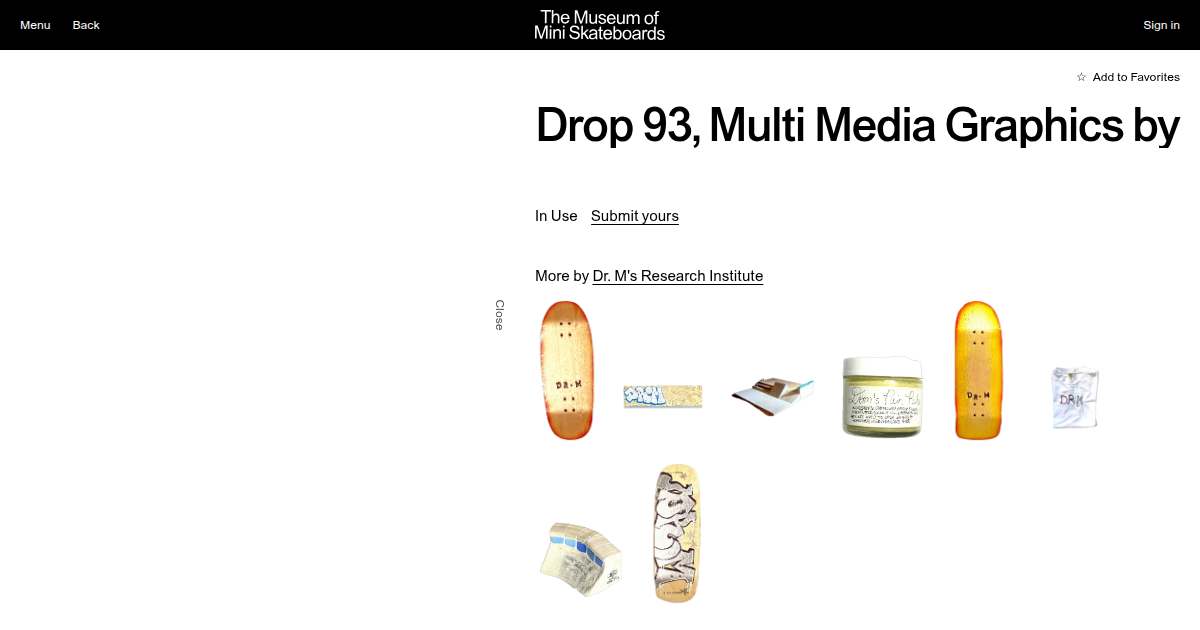 Menu
Back
The Museum of
Mini Skateboards
Sign in
☆ Add to Favorites
Drop 93, Multi Media Graphics by
In Use
Submit yours
More by Dr. M's Research Institute
Close
DR·M
DR·M
DR.M